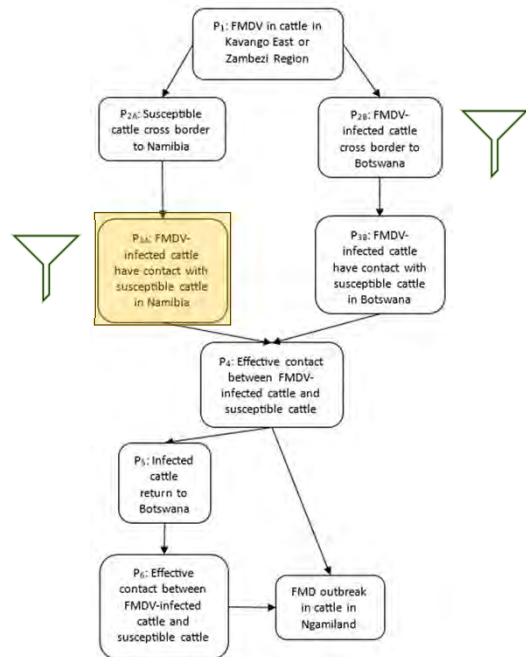 P1: FMDV in cattle in
Kavango East or
Zambezi Region
P2A: Susceptible
cattle cross border
to Namibia
P2B: FMDV-
infected cattle
cross border to
Botswana
P3A: FMDV-
infected cattle
have contact with
susceptible cattle
in Namibia
P3B: FMDV-
infected cattle
have contact with
susceptible cattle
in Botswana
P4: Effective contact
between FMDV-
infected cattle and
susceptible cattle
P5: Infected
cattle
return to
Botswana
P6: Effective
contact between
FMDV-infected
cattle and
susceptible cattle
FMD outbreak
in cattle in
Ngamiland